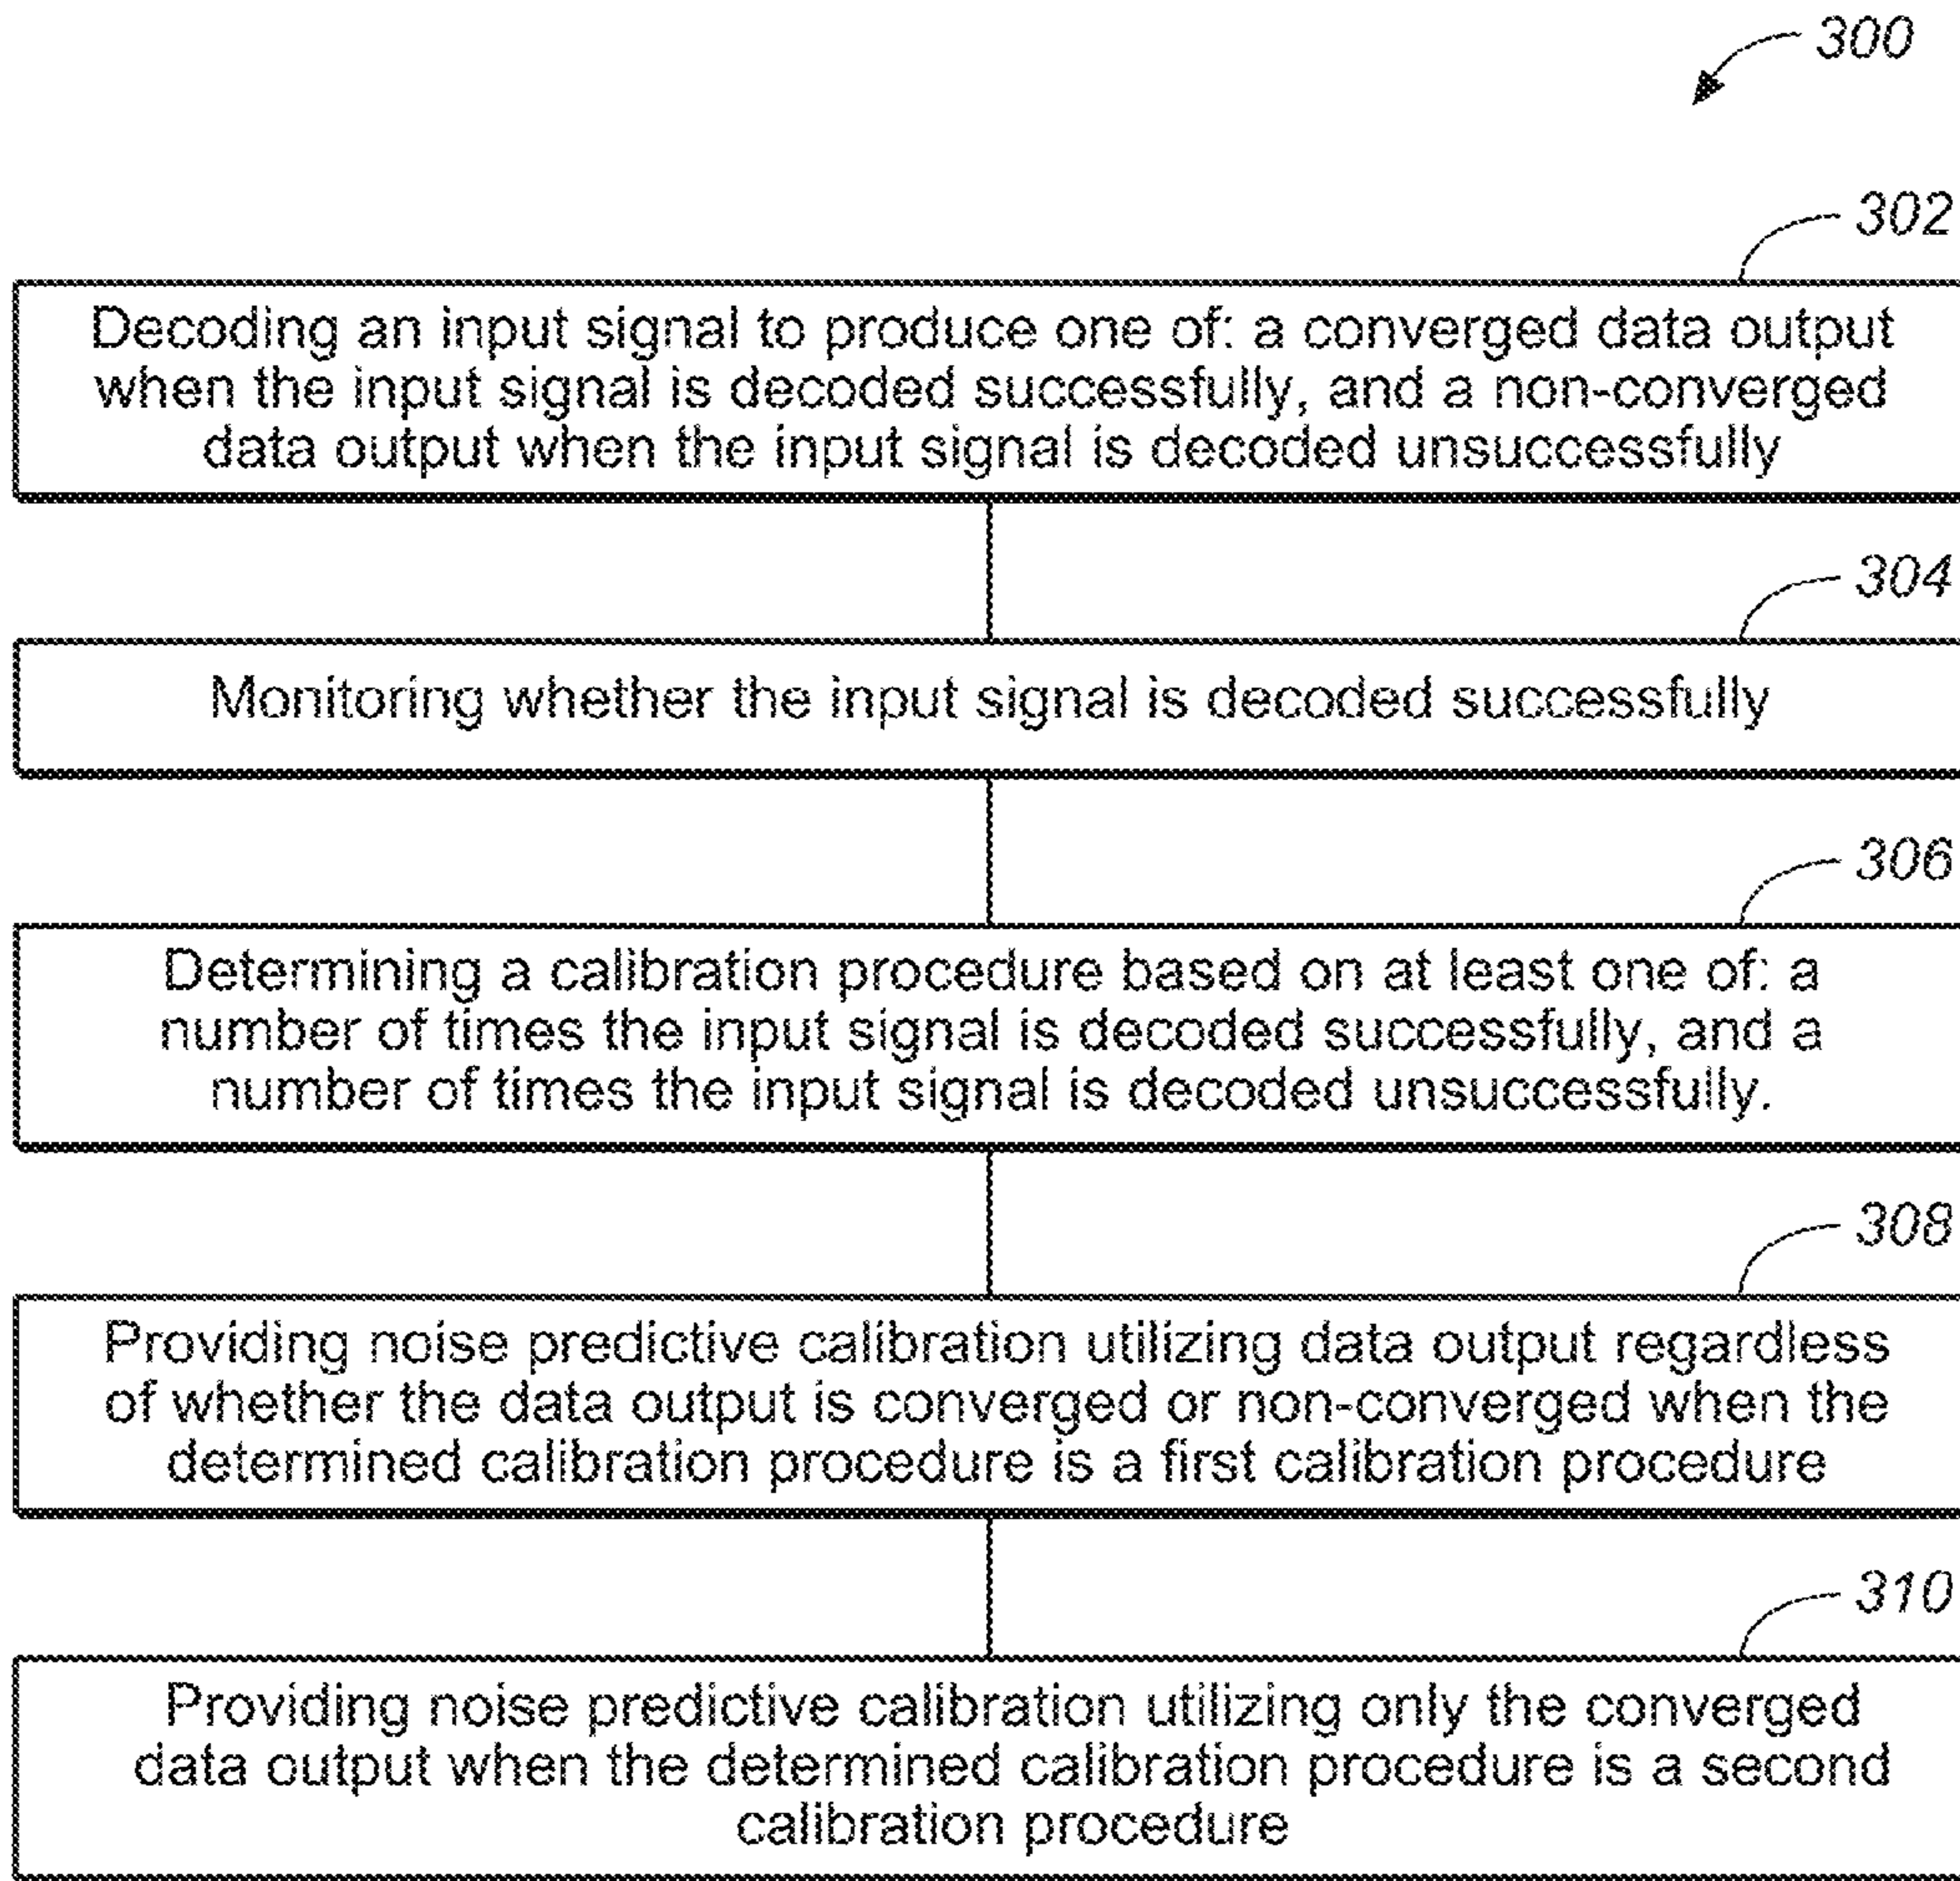 300
302
Decoding an input signal to produce one of: a converged data output
when the input signal is decoded successfully, and a non-converged
data output when the input signal is decoded unsuccessfully
304
Monitoring whether the input signal is decoded successfully
306
Determining a calibration procedure based on at least one of: a
number of times the input signal is decoded successfully, and a
number of times the input signal is decoded unsuccessfully.
308
Providing noise predictive calibration utilizing data output regardless
of whether the data output is converged or non-converged when the
determined calibration procedure is a first calibration procedure
310
Providing noise predictive calibration utilizing only the converged
data output when the determined calibration procedure is a second
calibration procedure